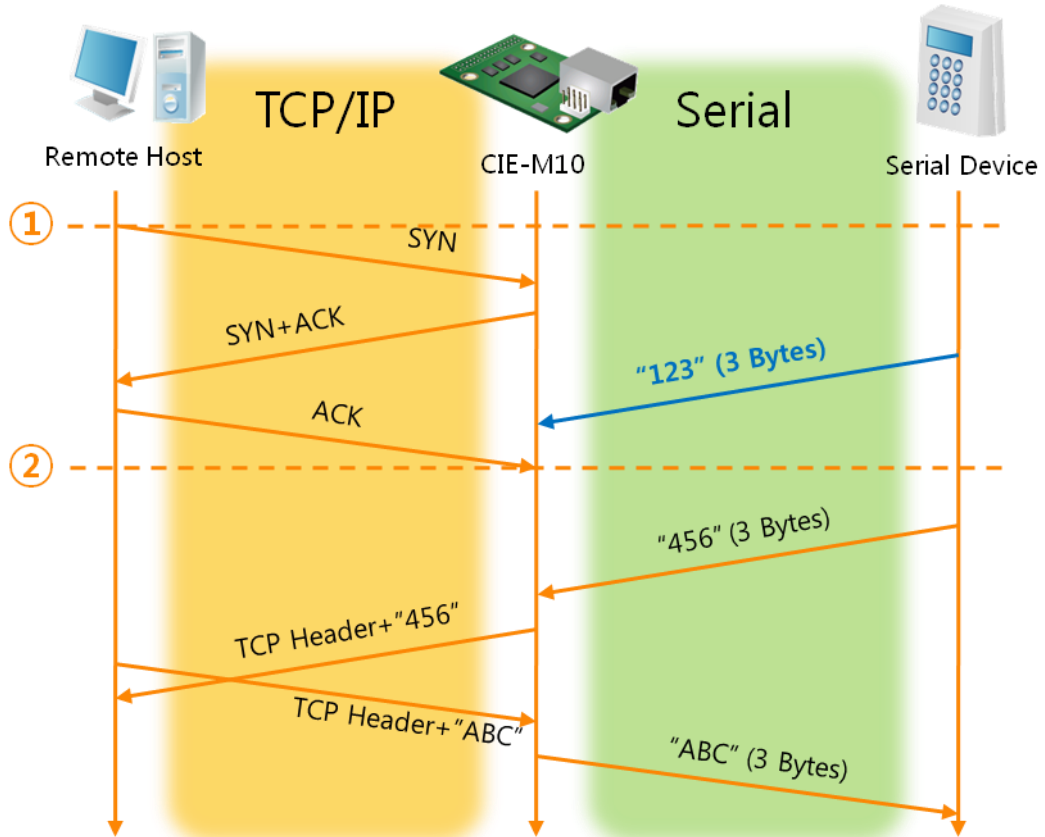 TCP/IP
Serial
Remote Host
CIE-M10
Serial Device
①
SYN
SYN+ACK
“123” (3 Bytes)
ACK
②
“456” (3 Bytes)
TCP Header+“456”
TCP Header+“ABC”
“ABC” (3 Bytes)